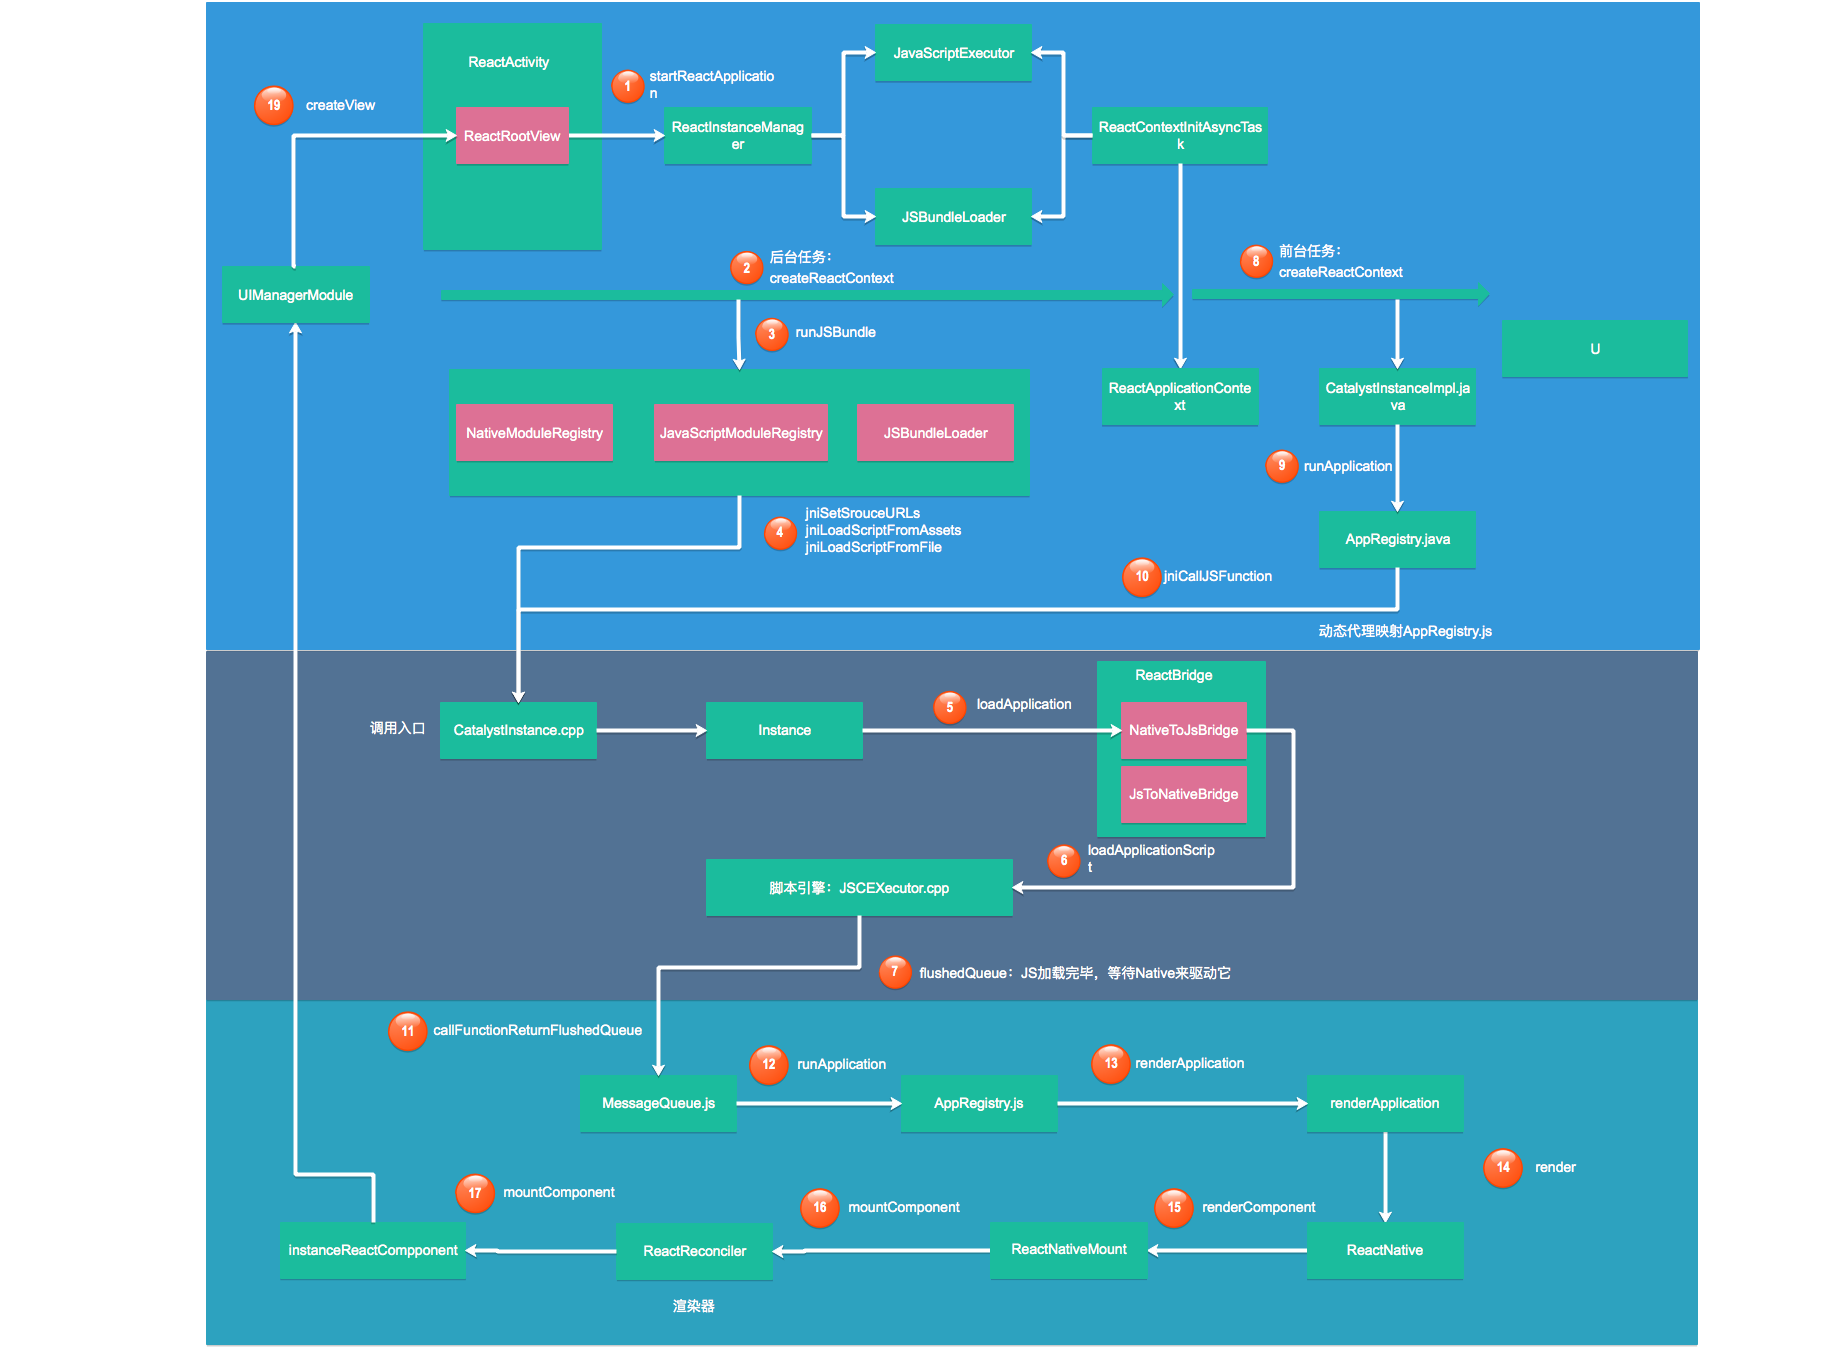 ReactActivity
19
createView
ReactRootView
1
startReactApplicatio
n
ReactInstanceManag
er
JavaScriptExecutor
JSBundleLoader
ReactContextInitAsyncTas
k
UIManagerModule
2
后台任务：
createReactContext
8
前台任务：
createReactContext
3
runJSBundle
U
NativeModuleRegistry
JavaScriptModuleRegistry
JSBundleLoader
ReactApplicationConte
xt
CatalystInstanceImpl.ja
va
9
runApplication
4
jniSetSrouceURLs
jniLoadScriptFromAssets
jniLoadScriptFromFile
AppRegistry.java
10
jniCallJSFunction
动态代理映射AppRegistry.js
调用入口
CatalystInstance.cpp
Instance
5
loadApplication
ReactBridge
NativeToJsBridge
JsToNativeBridge
6
loadApplicationScrip
t
脚本引擎：JSCEXecutor.cpp
7
flushedQueue：JS加载完毕，等待Native来驱动它
11
callFunctionReturnFlushedQueue
MessageQueue.js
12
runApplication
AppRegistry.js
13
renderApplication
renderApplication
14
render
17
mountComponent
16
mountComponent
15
renderComponent
instanceReactCompponent
ReactReconciler
ReactNativeMount
ReactNative
渲染器